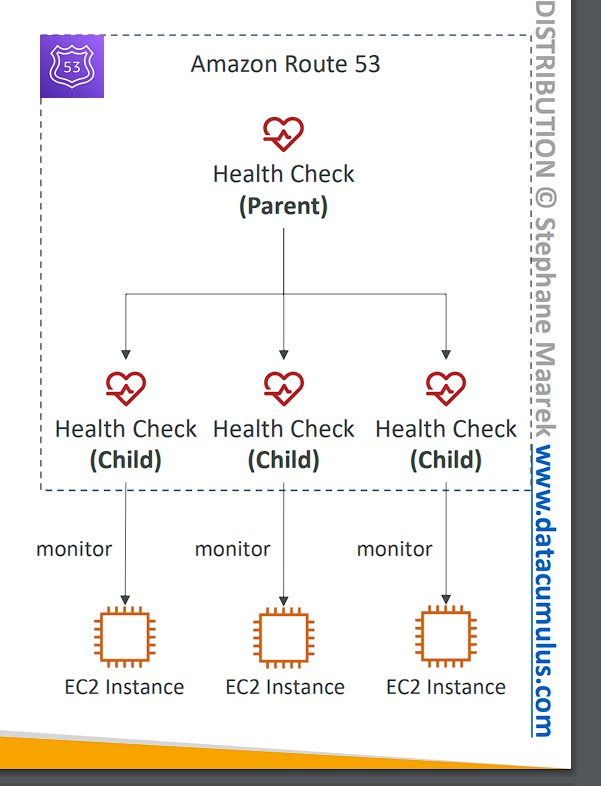 53
Amazon Route 53
Health Check
(Parent)
Health Check
(Child)
Health Check
(Child)
Health Check
(Child)
monitor
monitor
monitor
EC2 Instance
EC2 Instance
EC2 Instance
DISTRIBUTION © Stephane Maarek www.datacumulus.com